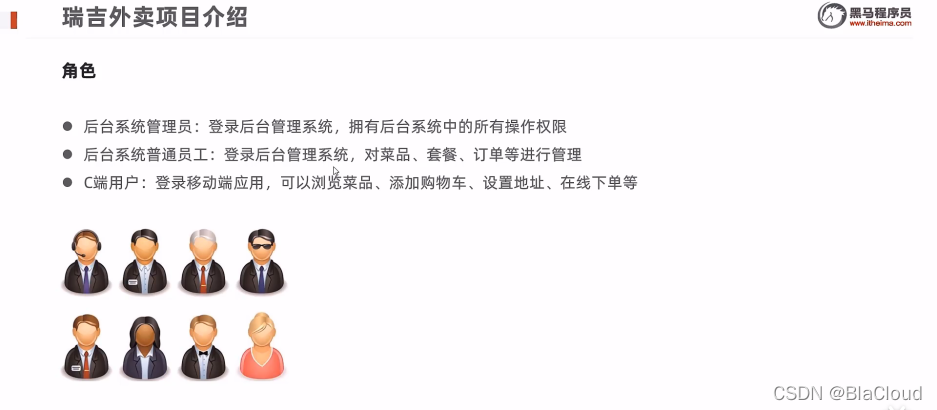 瑞吉外卖项目介绍
黑马程序员
www.itheima.com
角色
● 后台系统管理员：登录后台管理系统，拥有后台系统中的所有操作权限
● 后台系统普通员工：登录后台管理系统，对菜品、套餐、订单等进行管理
● C端用户：登录移动端应用，可以浏览菜品、添加购物车、设置地址、在线下单等
CSDN @BlaCloud